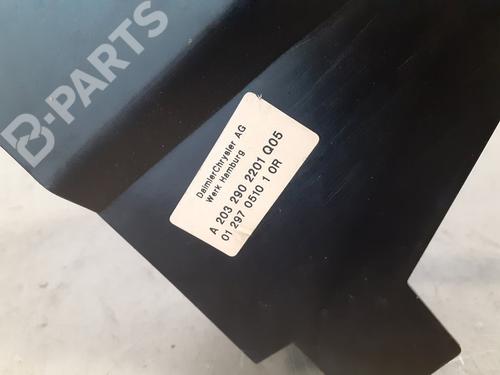 B-PARTS
DaimlerChrysler AG
Werk Hamburg
A 203 290 2201 Q05
01 297 0510 1 0R